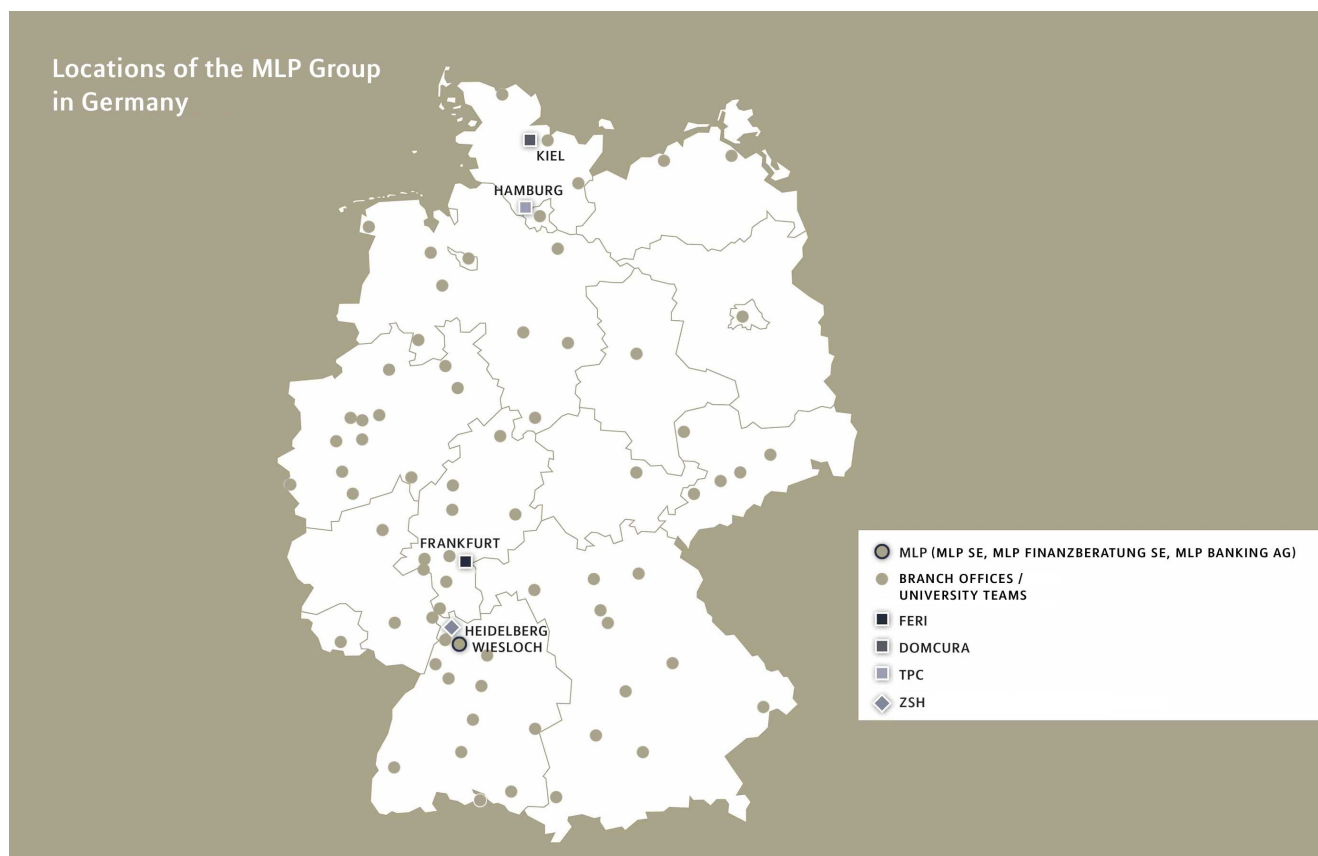 Locations of the MLP Group
in Germany
KIEL
HAMBURG
FRANKFURT
HEIDELBERG
WIESLOCH
MLP (MLP SE, MLP FINANZBERATUNG SE, MLP BANKING AG)
BRANCH OFFICES /
UNIVERSITY TEAMS
FERI
DOMCURA
TPC
ZSH